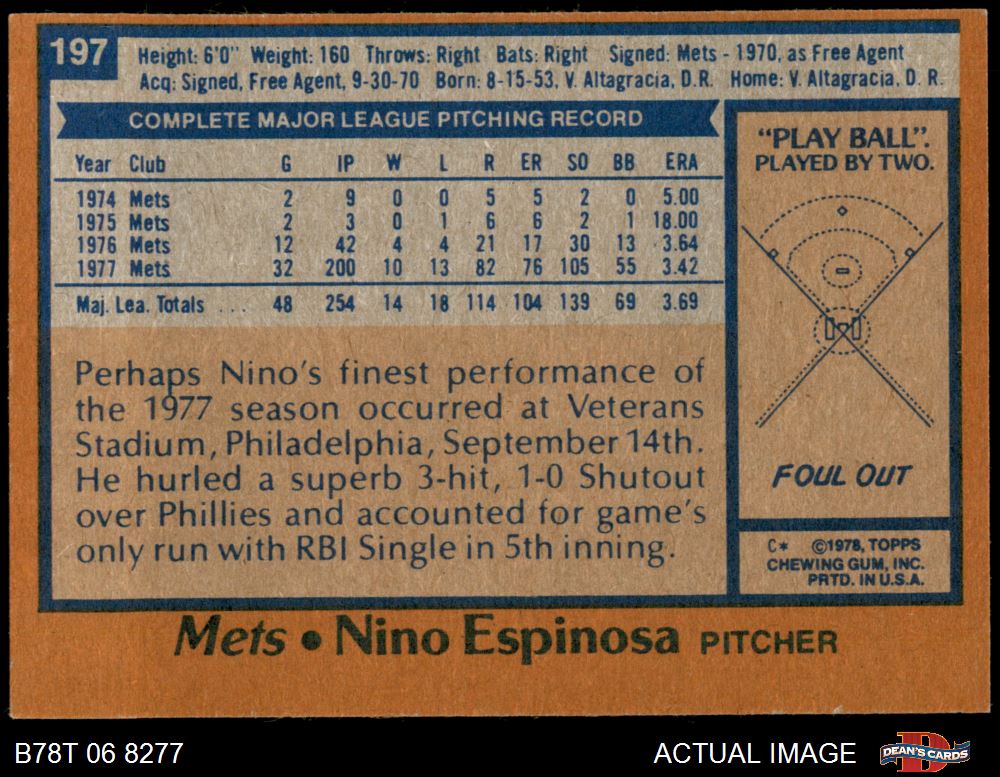 197
Height: 6'0" Weight: 160 Throws: Right Bats: Right Signed: Mets - 1970, as Free Agent
Acq: Signed, Free Agent, 9-30-70 Born: 8-15-53, V. Altagracia, D.R. Home: V. Altagracia, D. R.
COMPLETE MAJOR LEAGUE PITCHING RECORD
Year Club G IP W L R ER SO BB ERA
1974 Mets 2 9 0 0 5 5 2 0 5.00
1975 Mets 2 3 0 1 6 6 2 1 18.00
1976 Mets 12 42 4 4 21 17 30 13 3.64
1977 Mets 32 200 10 13 82 76 105 55 3.42
Maj. Lea. Totals ... 48 254 14 18 114 104 139 69 3.69
Perhaps Nino's finest performance of
the 1977 season occurred at Veterans
Stadium, Philadelphia, September 14th.
He hurled a superb 3-hit, 1-0 Shutout
over Phillies and accounted for game's
only run with RBI Single in 5th inning.
"PLAY BALL".
PLAYED BY TWO.
FOUL OUT
C* ©1978, TOPPS
CHEWING GUM, INC.
PRTD. IN U.S.A.
Mets • Nino Espinosa PITCHER
B78T 06 8277
ACTUAL IMAGE
D
DEAN'S CARDS